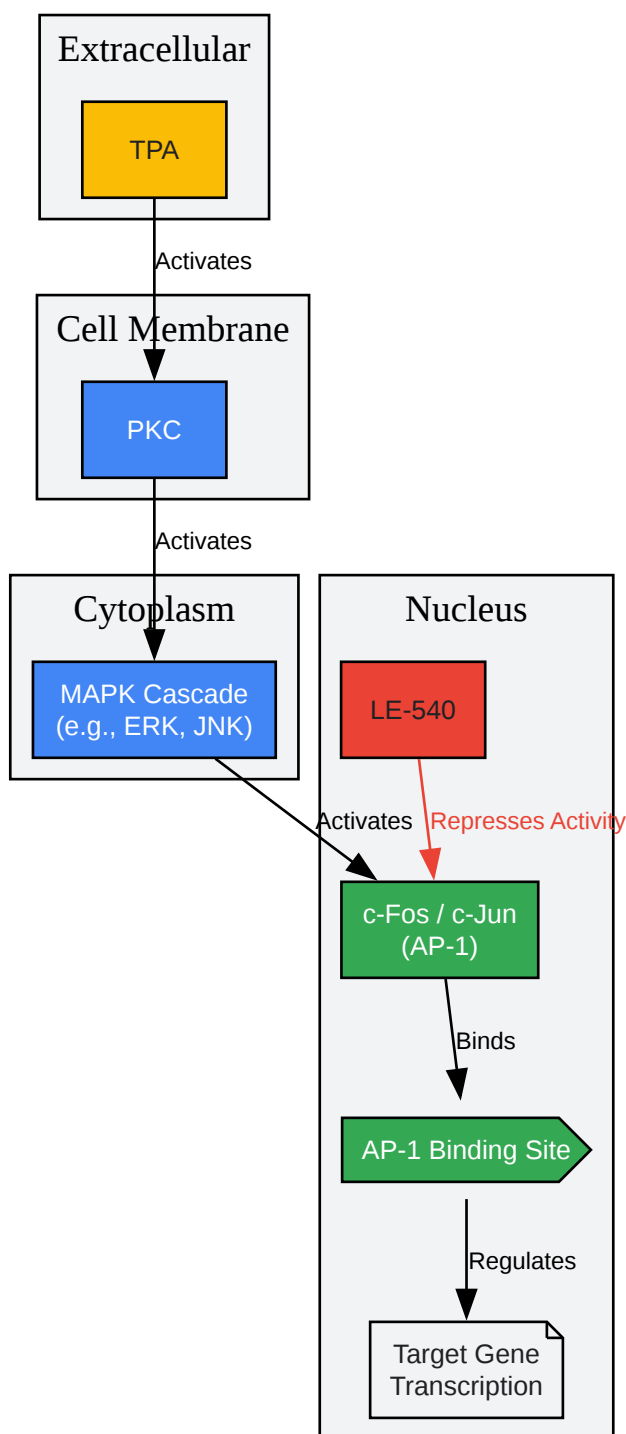 Extracellular
TPA
Activates
Cell Membrane
PKC
Activates
Cytoplasm
MAPK Cascade
(e.g., ERK, JNK)
Nucleus
LE-540
Activates
Represses Activity
c-Fos / c-Jun
(AP-1)
Binds
AP-1 Binding Site
Regulates
Target Gene
Transcription